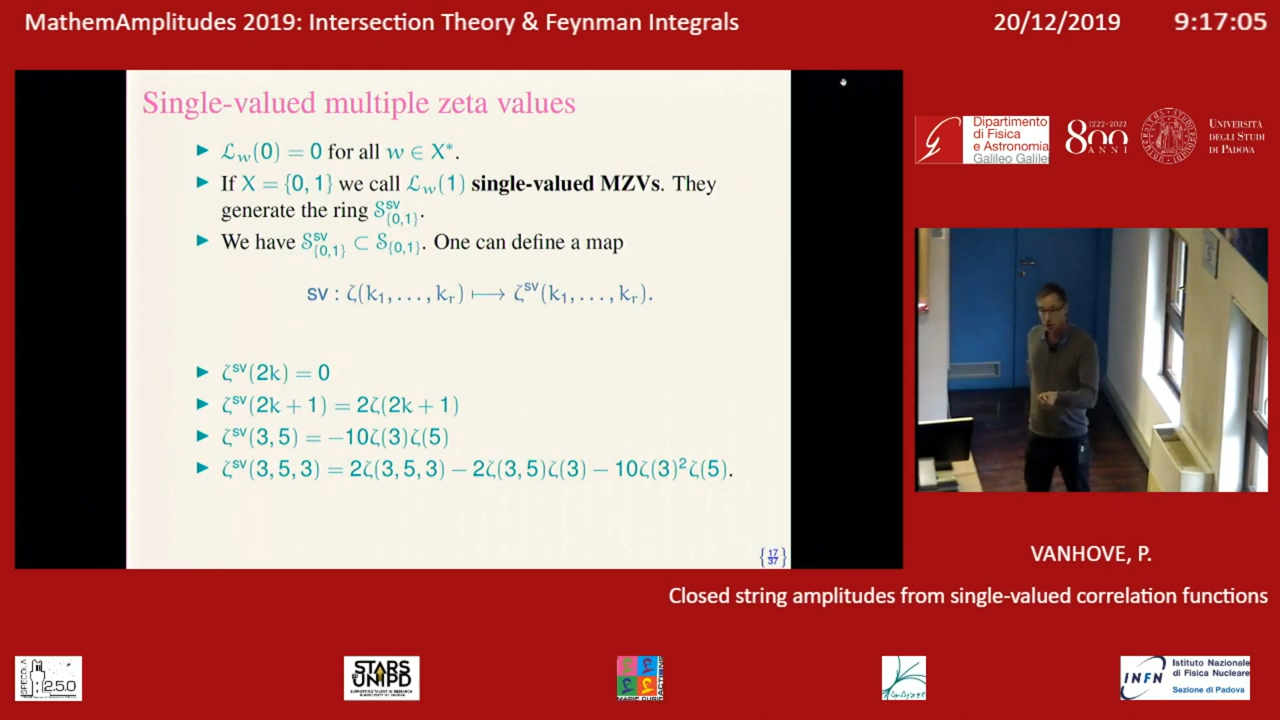 MathemAmplitudes 2019: Intersection Theory & Feynman Integrals
20/12/2019
9:17:05
Single-valued multiple zeta values
► ℒ_w(0) = 0 for all w ∈ X*.
► If X = {0, 1} we call ℒ_w(1) single-valued MZVs. They
generate the ring 𝒮^sv_{0,1}.
► We have 𝒮^sv_{0,1} ⊂ 𝒮_{0,1}. One can define a map
sv : ζ(k₁, . . . , kᵣ) ⟼ ζ^sv(k₁, . . . , kᵣ).
► ζ^sv(2k) = 0
► ζ^sv(2k + 1) = 2ζ(2k + 1)
► ζ^sv(3, 5) = −10ζ(3)ζ(5)
► ζ^sv(3, 5, 3) = 2ζ(3, 5, 3) − 2ζ(3, 5)ζ(3) − 10ζ(3)²ζ(5).
{17/37}
Dipartimento
di Fisica
e Astronomia
Galileo Galilei
1222·2022
800
ANNI
UNIVERSITÀ
DEGLI STUDI
DI PADOVA
VANHOVE, P.
Closed string amplitudes from single-valued correlation functions
STARS
UNIPD
INFN
Istituto Nazionale
di Fisica Nucleare
Sezione di Padova